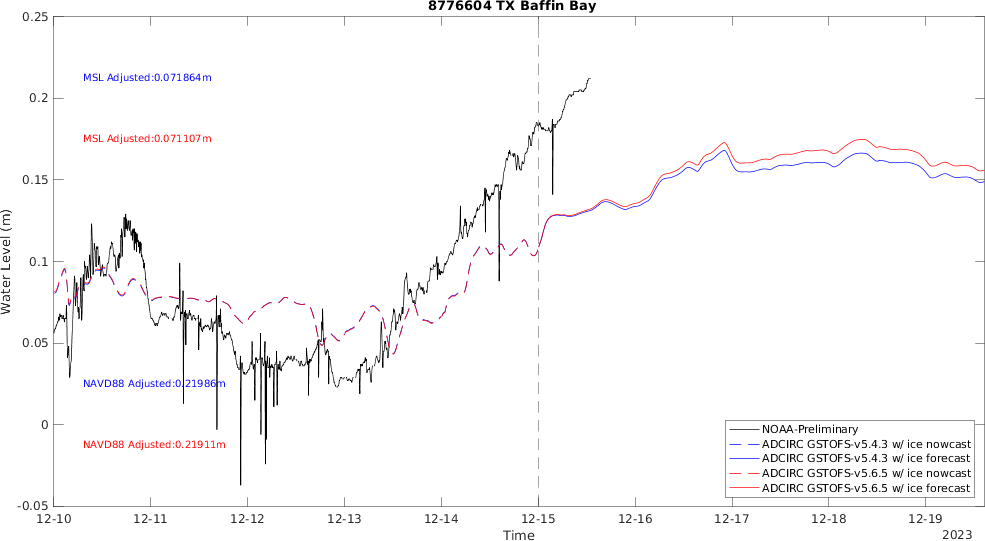 8776604 TX Baffin Bay
0.25
MSL Adjusted:0.071864m
0.2
MSL Adjusted:0.071107m
0.15
Water Level (m)
0.1
0.05
NAVD88 Adjusted:0.21986m
0
NAVD88 Adjusted:0.21911m
-0.05
NOAA-Preliminary
ADCIRC GSTOFS-v5.4.3 w/ ice nowcast
ADCIRC GSTOFS-v5.4.3 w/ ice forecast
ADCIRC GSTOFS-v5.6.5 w/ ice nowcast
ADCIRC GSTOFS-v5.6.5 w/ ice forecast
12-10 12-11 12-12 12-13 12-14 12-15 12-16 12-17 12-18 12-19
Time
2023